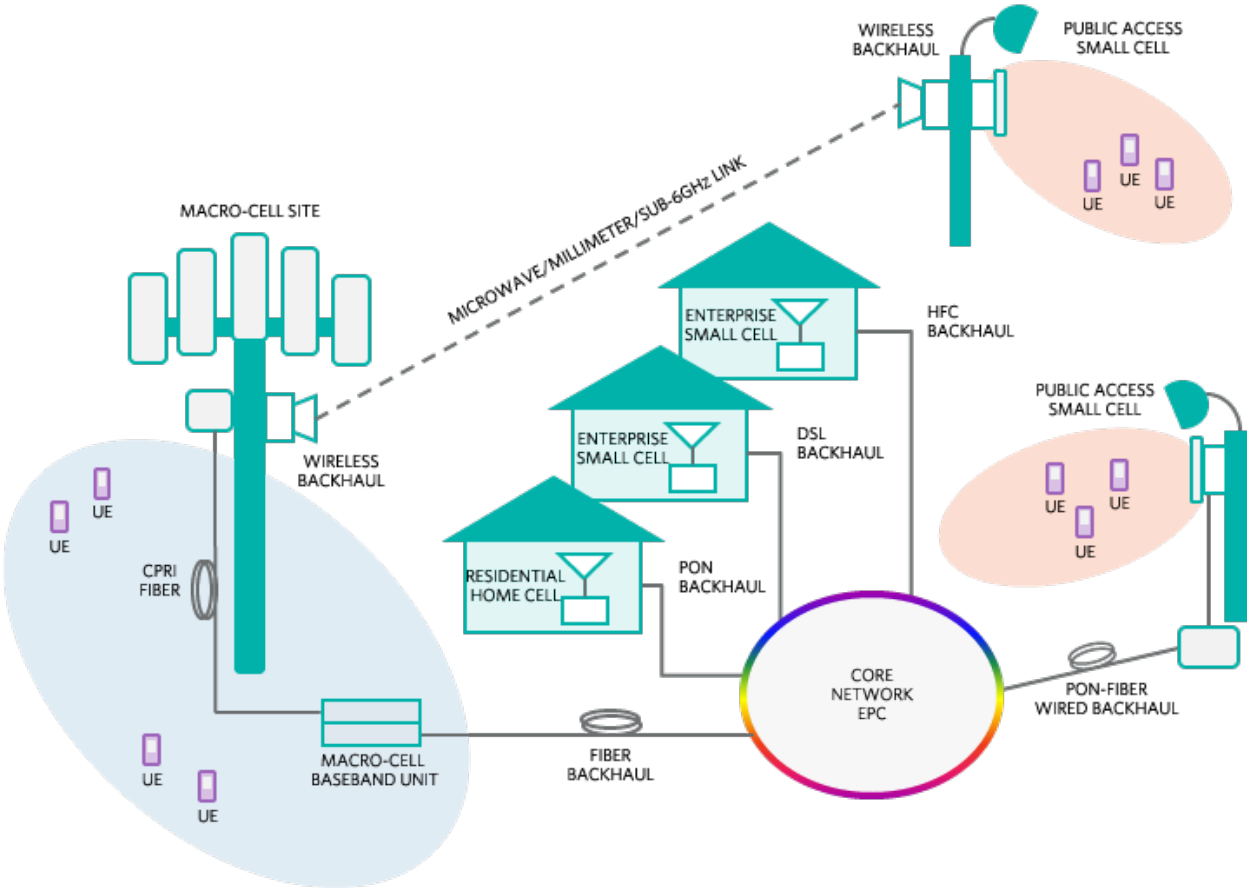 WIRELESS
BACKHAUL
PUBLIC ACCESS
SMALL CELL
UE
UE
UE
MICROWAVE/MILLIMETER/SUB-6GHz LINK
MACRO-CELL SITE
ENTERPRISE
SMALL CELL
HFC
BACKHAUL
PUBLIC ACCESS
SMALL CELL
ENTERPRISE
SMALL CELL
DSL
BACKHAUL
WIRELESS
BACKHAUL
UE
UE
UE
UE
UE
CPRI
FIBER
RESIDENTIAL
HOME CELL
PON
BACKHAUL
CORE
NETWORK
EPC
PON-FIBER
WIRED BACKHAUL
MACRO-CELL
BASEBAND UNIT
FIBER
BACKHAUL
UE
UE